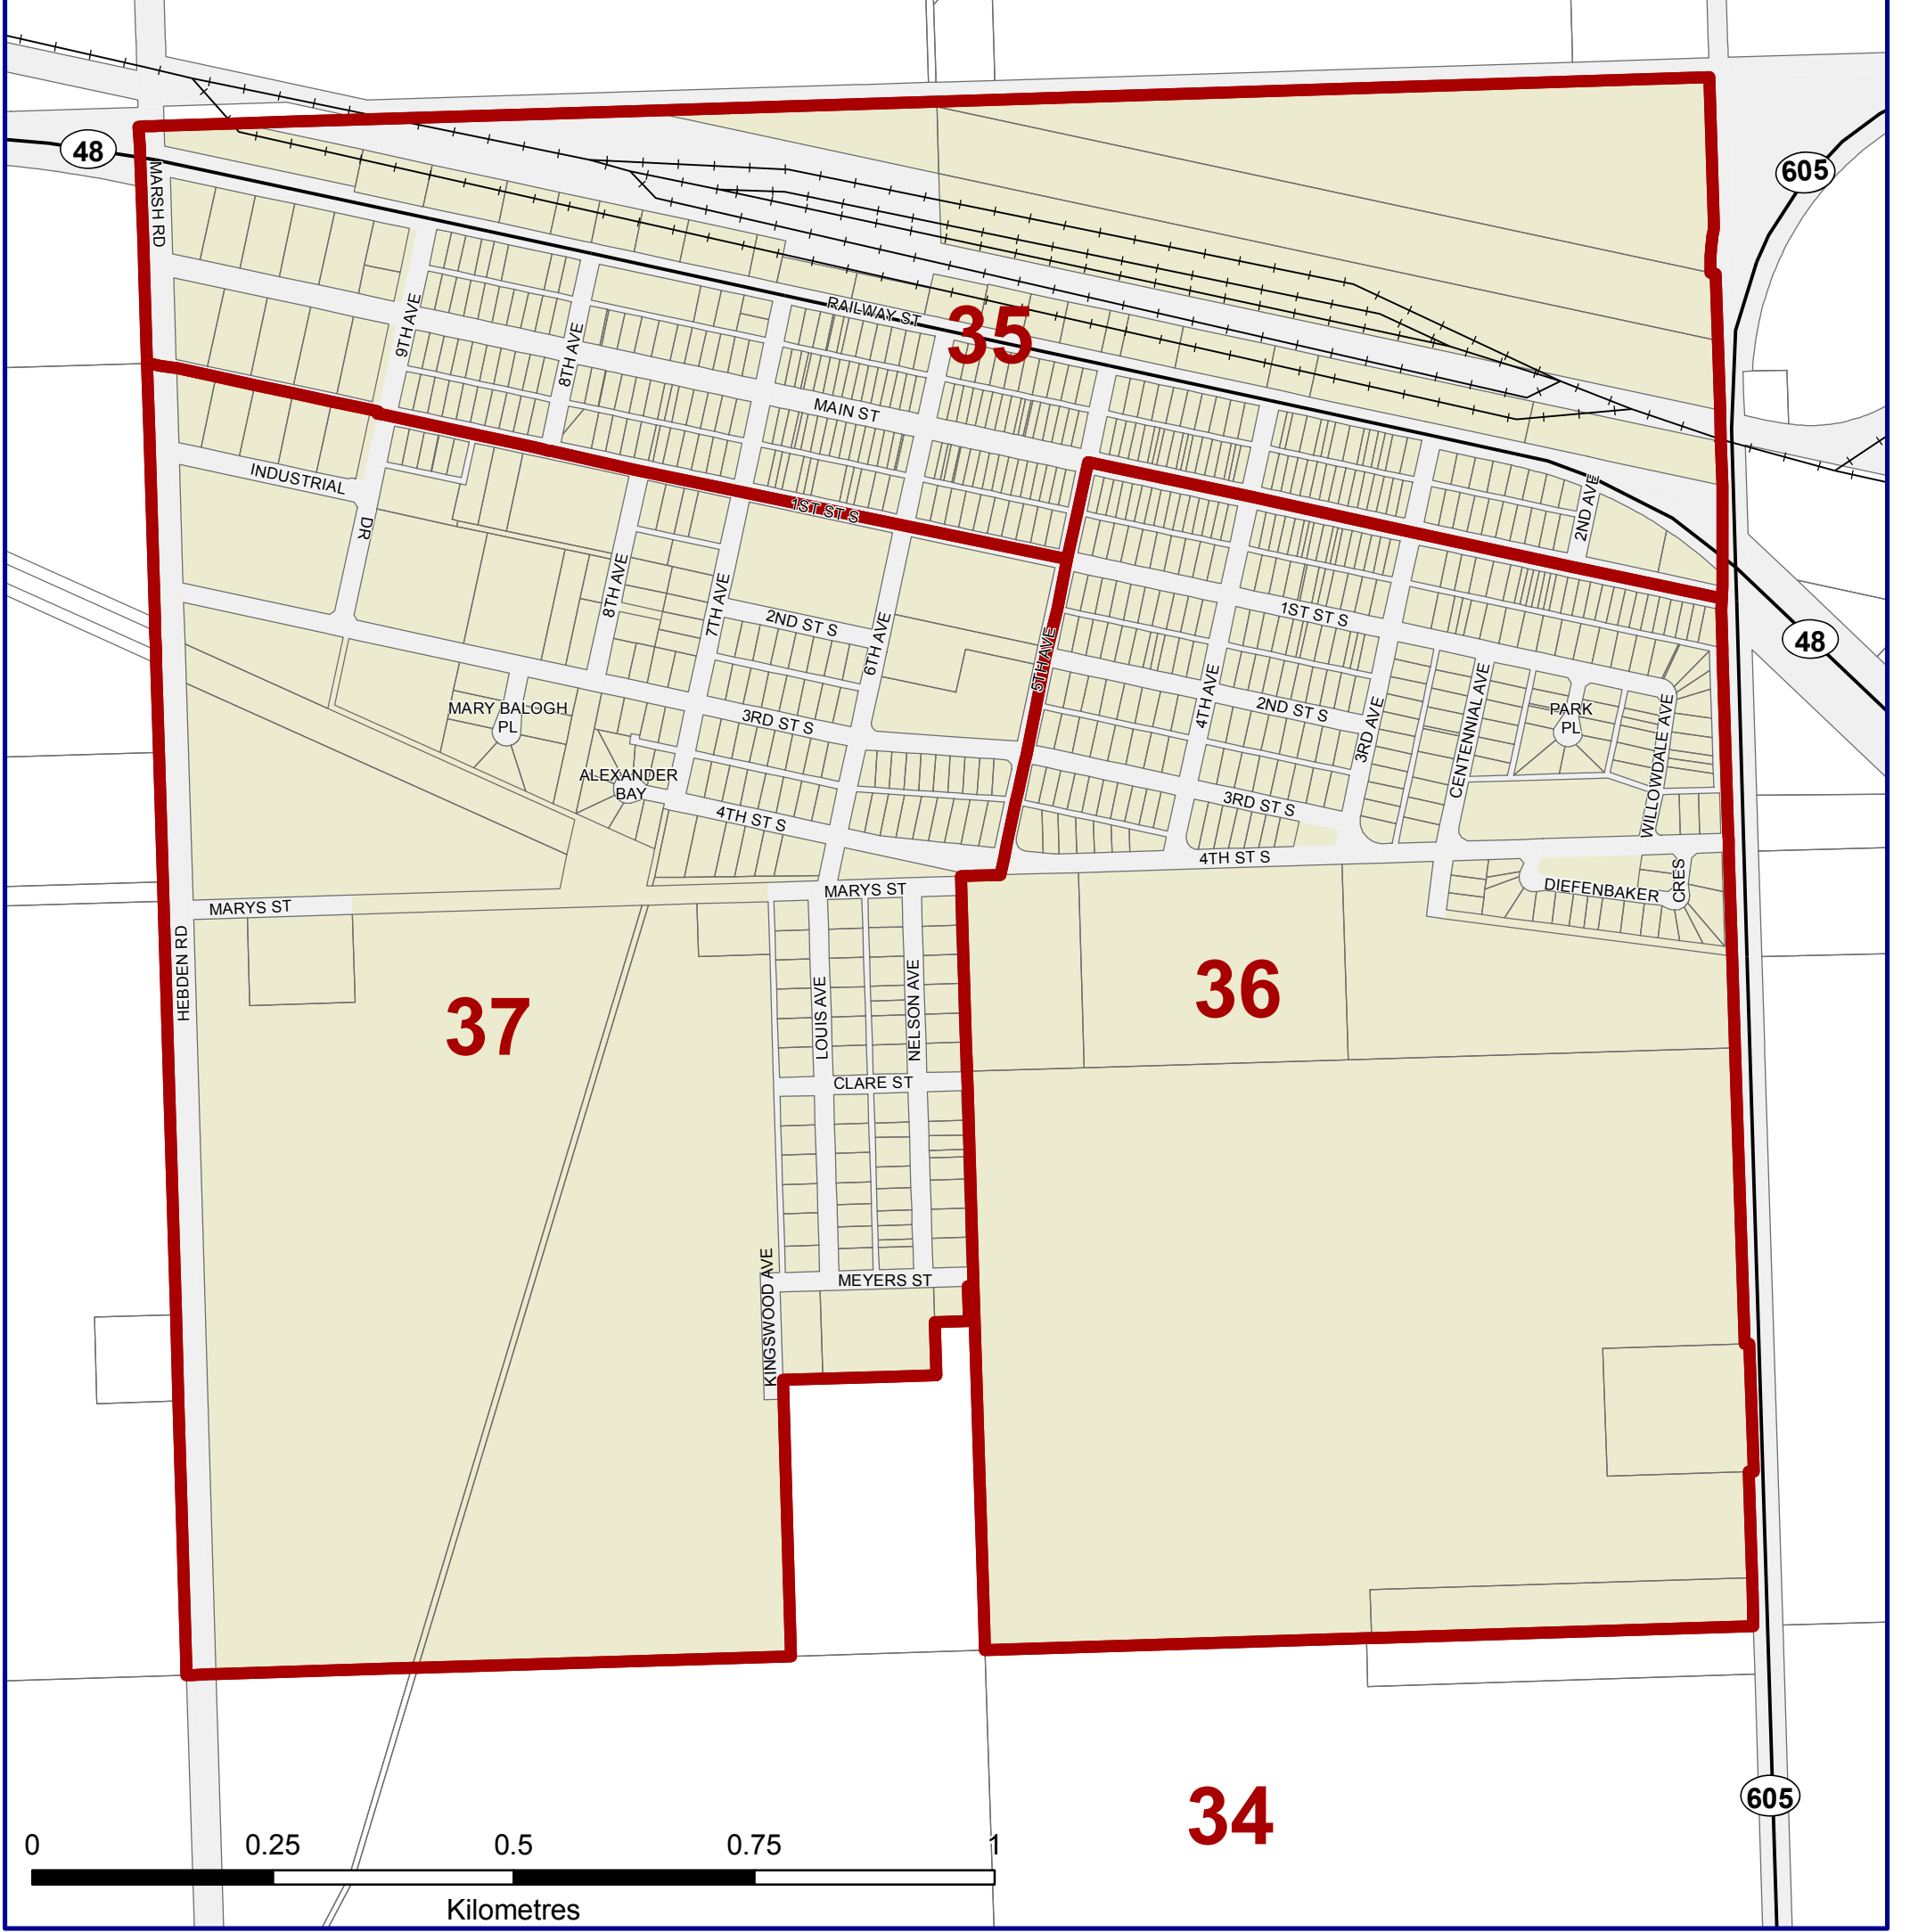 48
605
MARSH RD
9TH AVE
8TH AVE
RAILWAY ST
35
MAIN ST
2ND AVE
INDUSTRIAL
DR
1ST ST S
8TH AVE
7TH AVE
2ND ST S
6TH AVE
5TH AVE
1ST ST S
48
4TH AVE
2ND ST S
3RD AVE
CENTENNIAL AVE
PARK
PL
WILLOWDALE AVE
MARY BALOGH
PL
3RD ST S
ALEXANDER
BAY
4TH ST S
3RD ST S
4TH ST S
DIEFENBAKER
CRES
MARYS ST
MARYS ST
HEBDEN RD
LOUIS AVE
NELSON AVE
36
37
CLARE ST
KINGSWOOD AVE
MEYERS ST
34
605
0 0.25 0.5 0.75 1
Kilometres